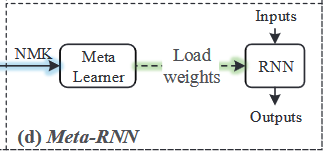 Inputs
NMK
Meta
Learner
Load
weights
RNN
Outputs
(d) Meta-RNN